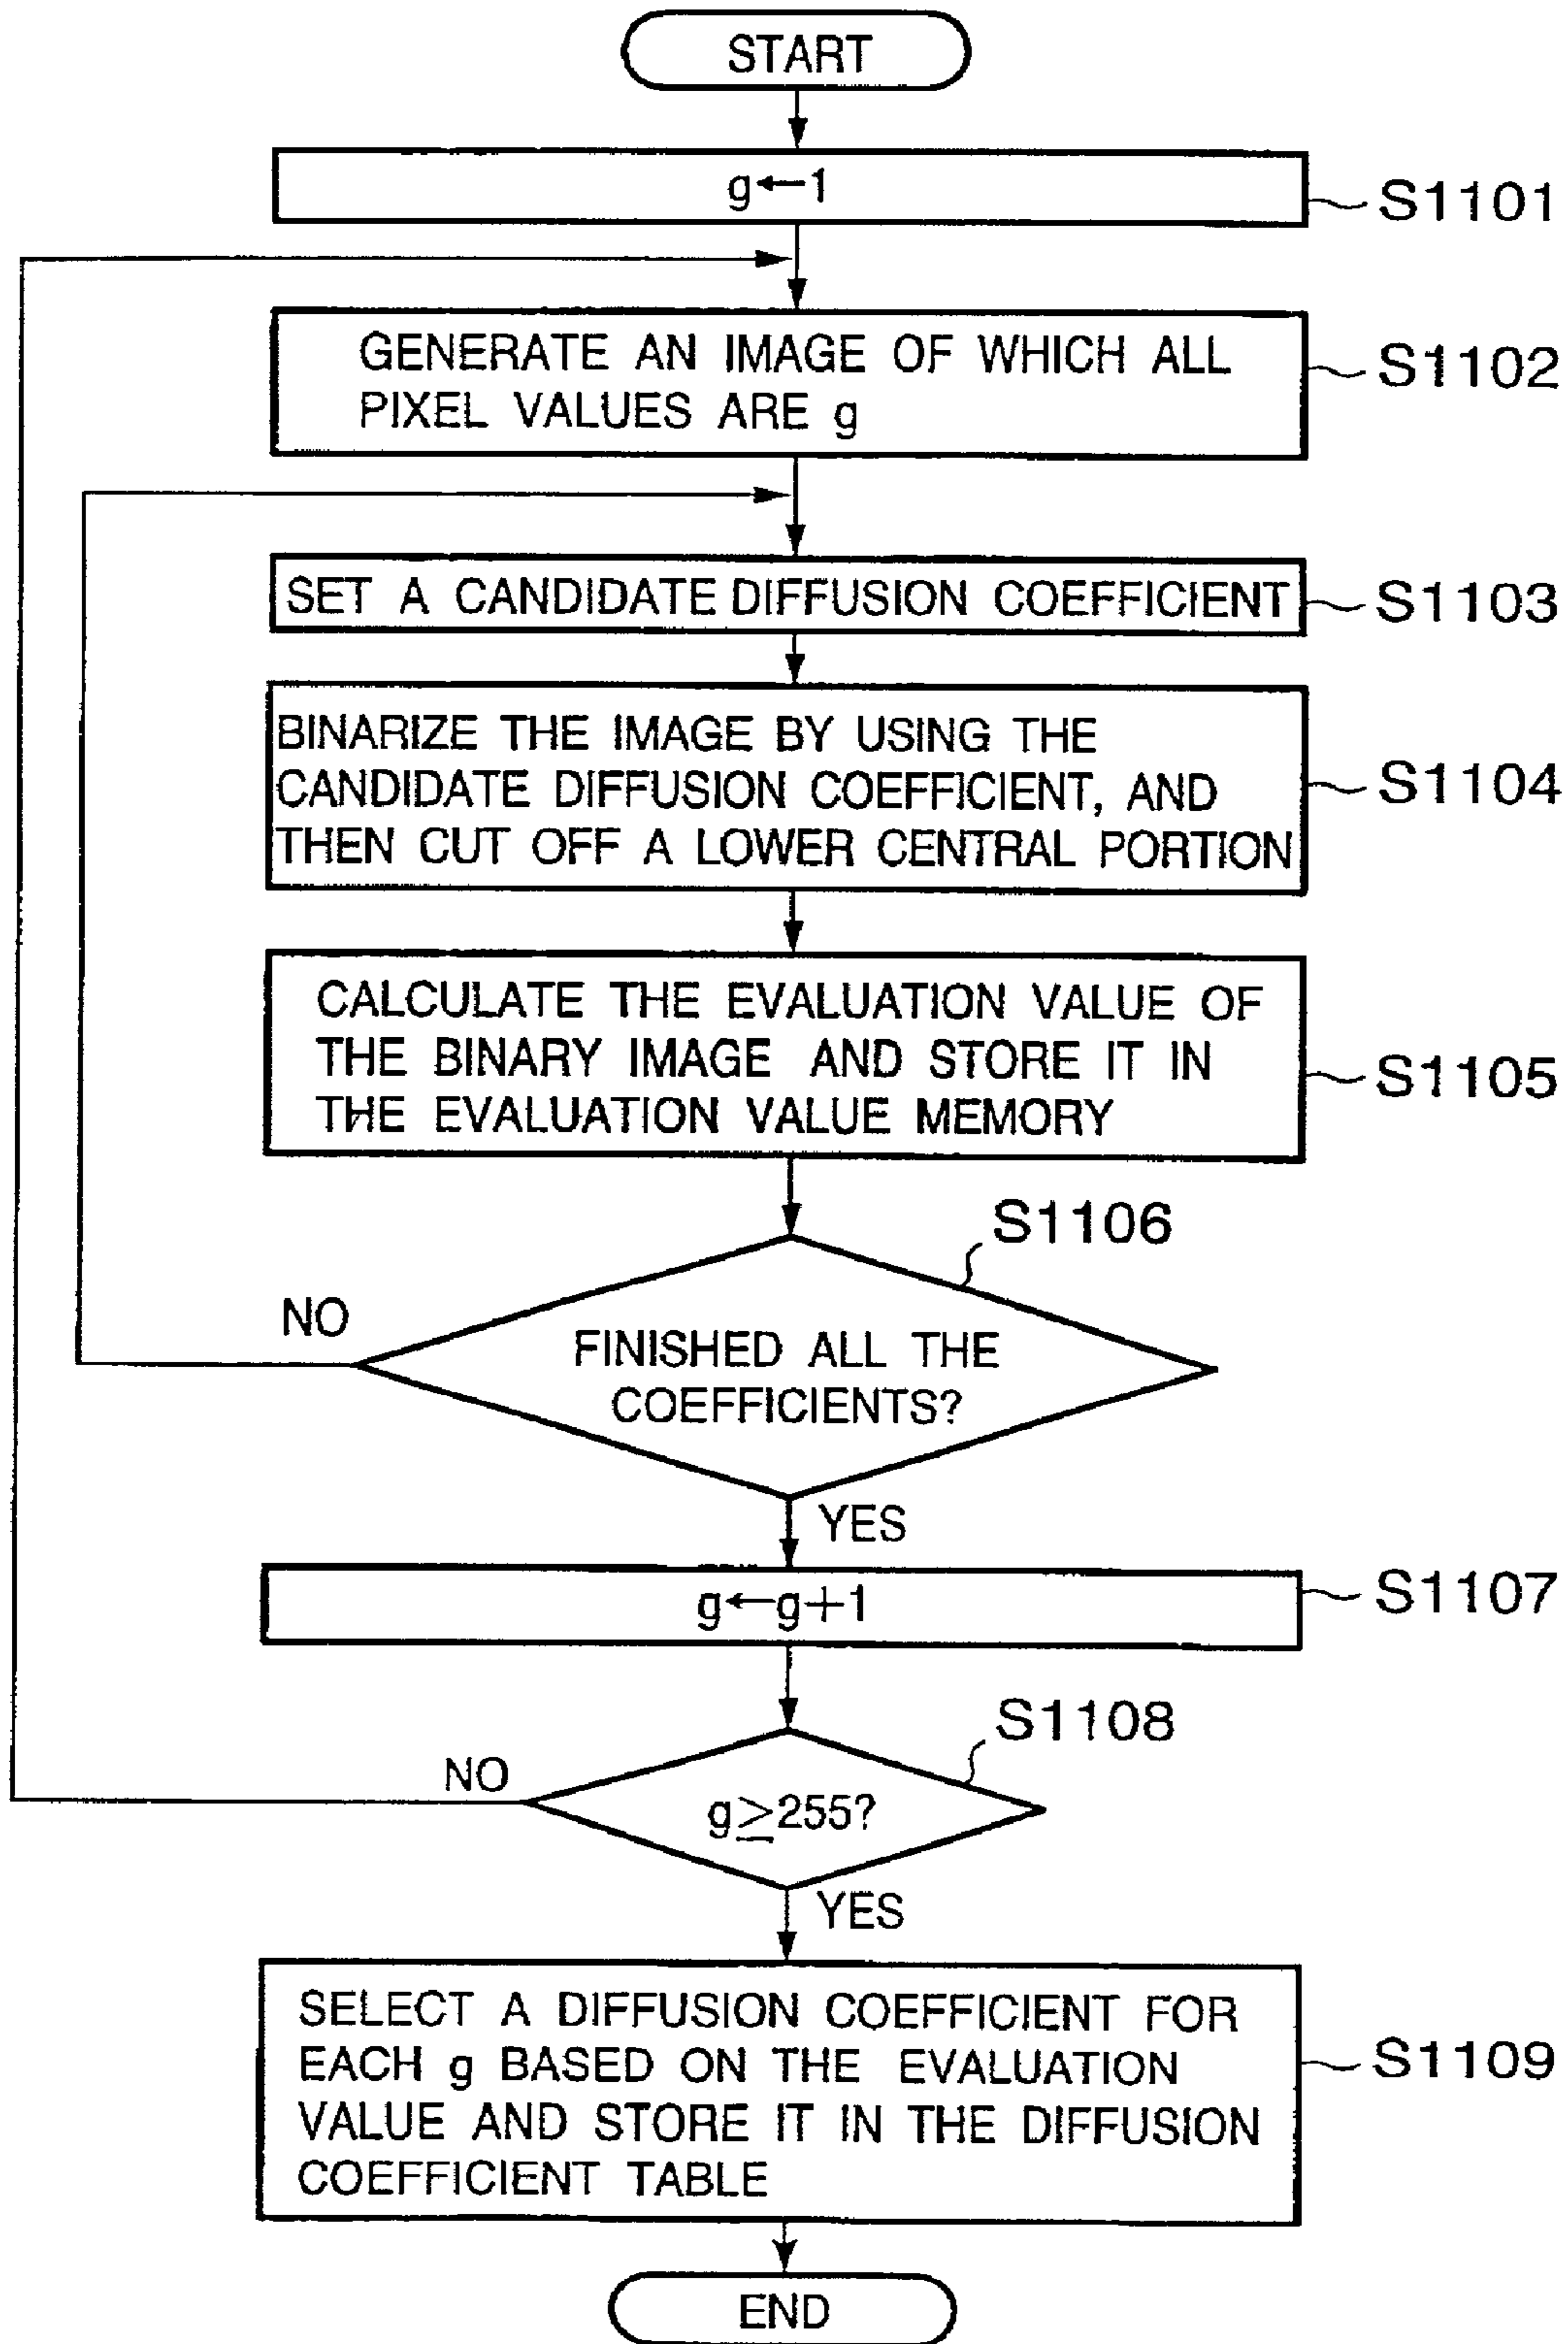 START
g←1
S1101
GENERATE AN IMAGE OF WHICH ALL
PIXEL VALUES ARE g
S1102
SET A CANDIDATE DIFFUSION COEFFICIENT
S1103
BINARIZE THE IMAGE BY USING THE
CANDIDATE DIFFUSION COEFFICIENT, AND
THEN CUT OFF A LOWER CENTRAL PORTION
S1104
CALCULATE THE EVALUATION VALUE OF
THE BINARY IMAGE AND STORE IT IN
THE EVALUATION VALUE MEMORY
S1105
S1106
NO
FINISHED ALL THE
COEFFICIENTS?
YES
g←g+1
S1107
S1108
NO
g≥255?
YES
SELECT A DIFFUSION COEFFICIENT FOR
EACH g BASED ON THE EVALUATION
VALUE AND STORE IT IN THE DIFFUSION
COEFFICIENT TABLE
S1109
END